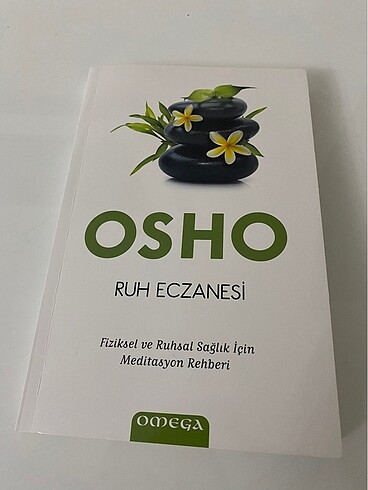 OSHO
RUH ECZANESİ
Fiziksel ve Ruhsal Sağlık İçin
Meditasyon Rehberi
OMEGA